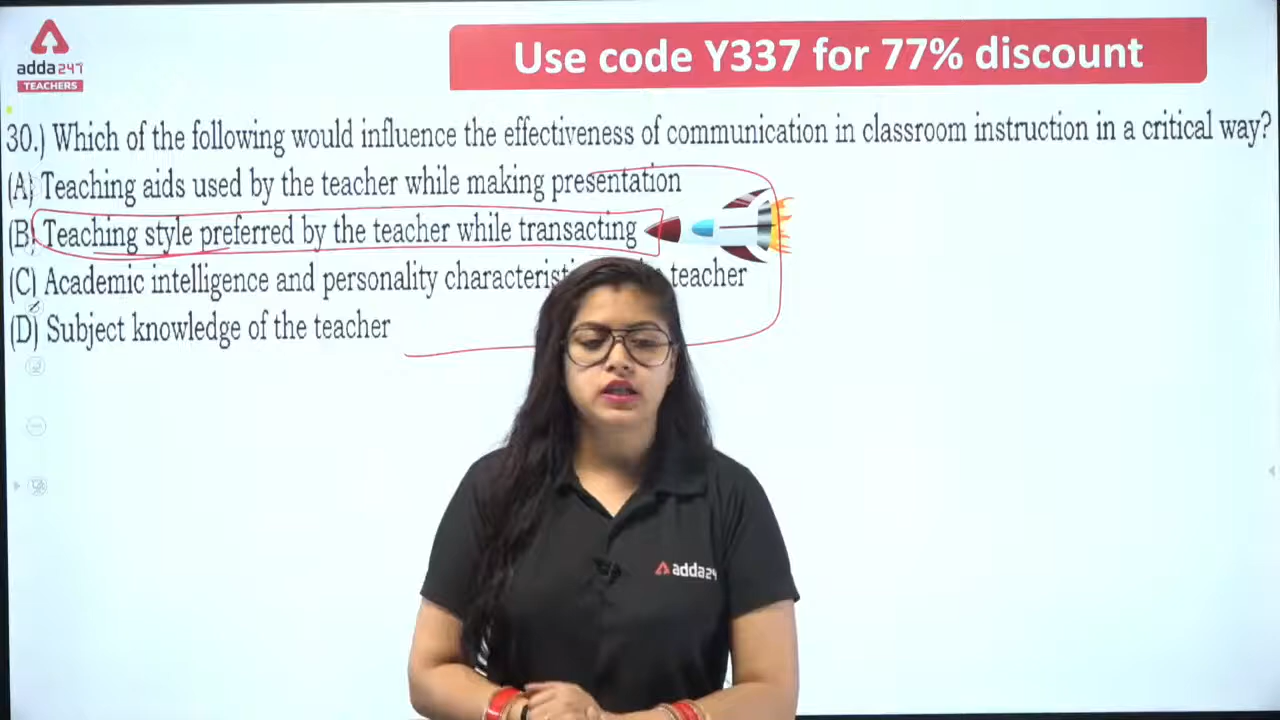 adda247
TEACHERS
Use code Y337 for 77% discount
30.) Which of the following would influence the effectiveness of communication in classroom instruction in a critical way?
(A) Teaching aids used by the teacher while making presentation
(B) Teaching style preferred by the teacher while transacting
(C) Academic intelligence and personality teacher
(D) Subject knowledge of the teacher
adda247